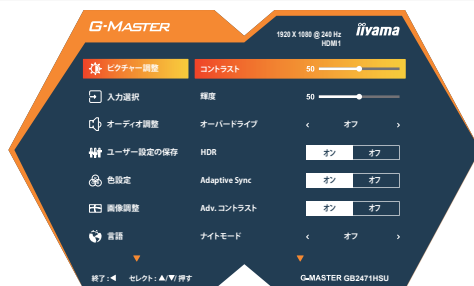 G-MASTER
1920 X 1080 @ 240 Hz
HDMI1
iiyama
ピクチャー調整 コントラスト 50
入力選択 輝度 50
オーディオ調整 オーバードライブ ‹ オフ ›
ユーザー設定の保存 HDR オン オフ
色設定 Adaptive Sync オン オフ
画像調整 Adv. コントラスト オン オフ
言語 ナイトモード ‹ オフ ›
終了 :◀ セレクト : ▲/▼/ 押す G-MASTER GB2471HSU